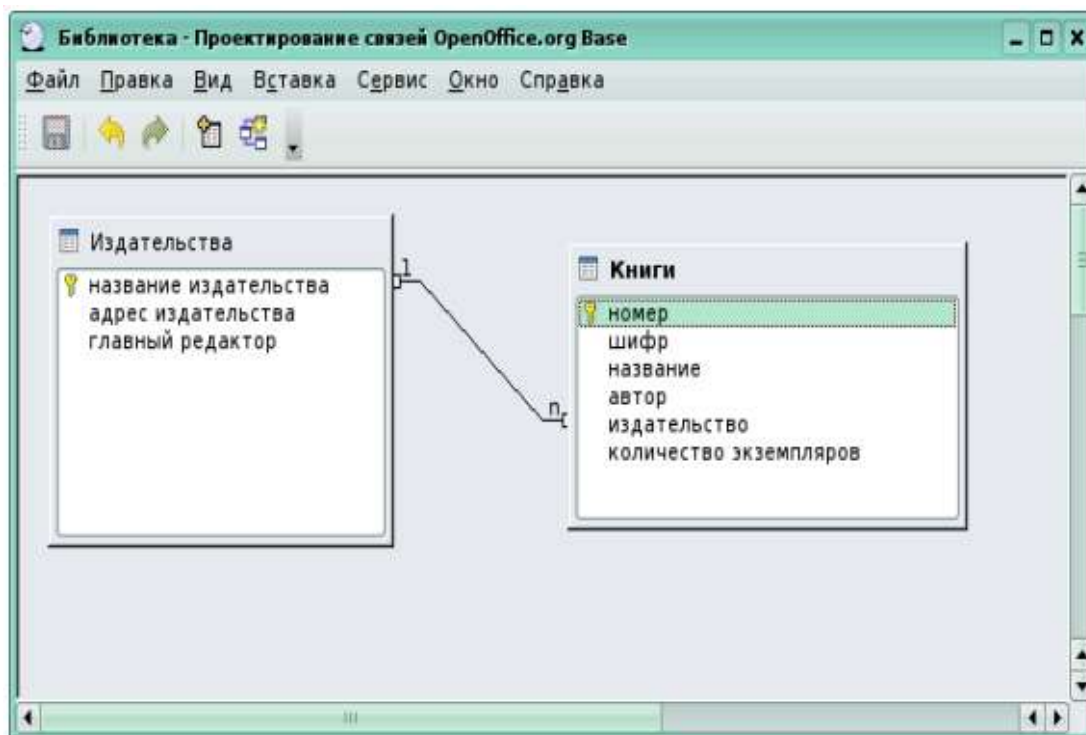 Библиотека - Проектирование связей OpenOffice.org Base
Файл Правка Вид Вставка Сервис Окно Справка
Издательства
название издательства
адрес издательства
главный редактор
1
n
Книги
номер
шифр
название
автор
издательство
количество экземпляров